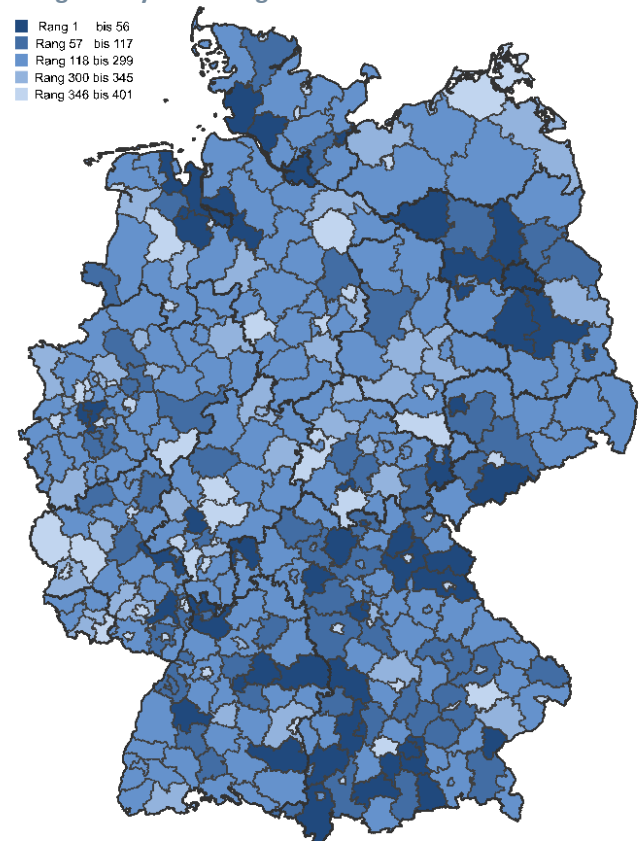 Rang 1 bis 56
Rang 57 bis 117
Rang 118 bis 299
Rang 300 bis 345
Rang 346 bis 401